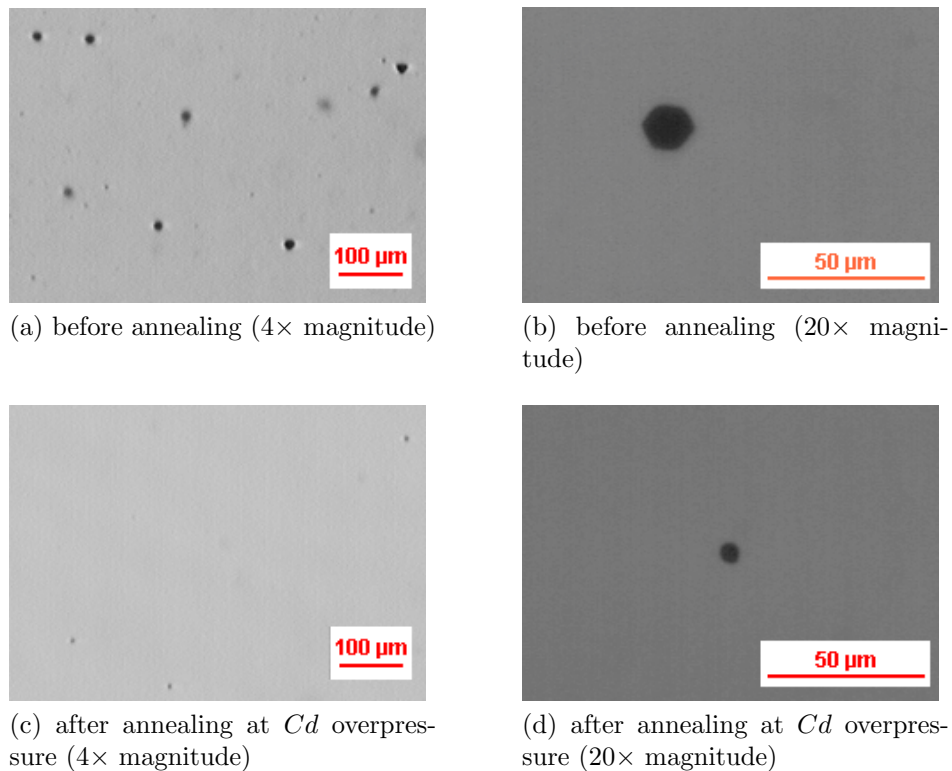 100 µm
50 µm
(a) before annealing (4× magnitude)
(b) before annealing (20× magni-
tude)
100 µm
50 µm
(c) after annealing at Cd overpres-
sure (4× magnitude)
(d) after annealing at Cd overpres-
sure (20× magnitude)